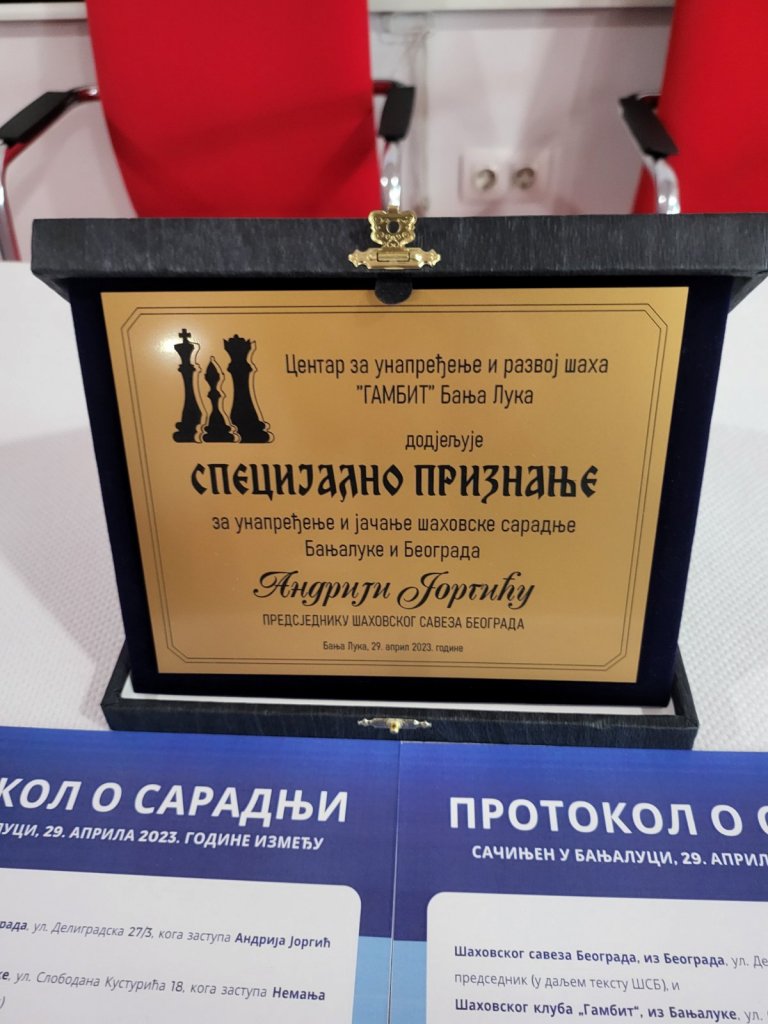 Центар за унапређење и развој шаха
"ГАМБИТ" Бања Лука
додјељује
СПЕЦИЈАЛНО ПРИЗНАЊЕ
за унапређење и јачање шаховске сарадње
Бањалуке и Београда
Андрији Јоргићу
ПРЕДСЈЕДНИКУ ШАХОВСКОГ САВЕЗА БЕОГРАДА
Бања Лука, 29. април 2023. године
КОЛ О САРАДЊИ
ЛУЦИ, 29. АПРИЛА 2023. ГОДИНЕ ИЗМЕЂУ
рада, ул. Делиградска 27/3, кога заступа Андрија Јоргић
ке, ул. Слободана Кустурића 18, кога заступа Немања
ПРОТОКОЛ О С
САЧИЊЕН У БАЊАЛУЦИ, 29. АПРИЛ
Шаховског савеза Београда, из Београда, ул. Де
председник (у даљем тексту ШСБ), и
Шаховског клуба „Гамбит“, из Бањалуке, ул.